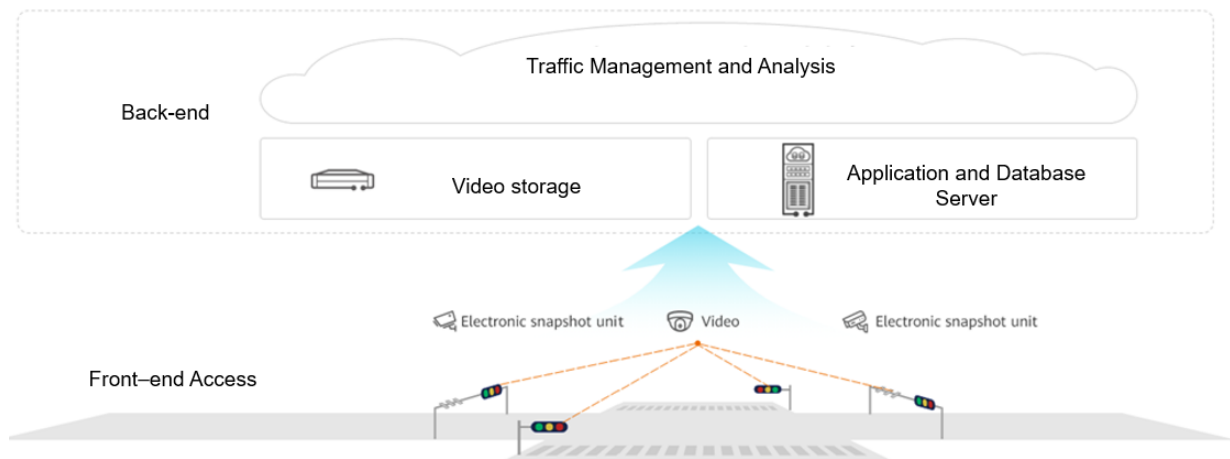 Traffic Management and Analysis
Back-end
Video storage
Application and Database
Server
Electronic snapshot unit
Video
Electronic snapshot unit
Front–end Access